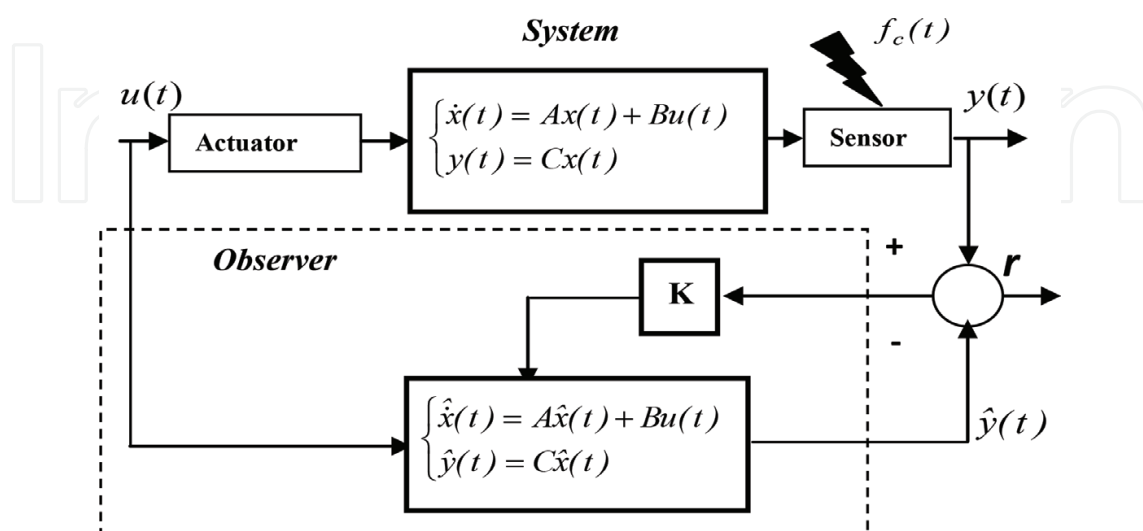 System
f_c(t)
u(t)
Actuator
ẋ(t) = Ax(t) + Bu(t)
y(t) = Cx(t)
Sensor
y(t)
Observer
+
r
K
-
x̂̇(t) = Ax̂(t) + Bu(t)
ŷ(t) = Cx̂(t)
ŷ(t)